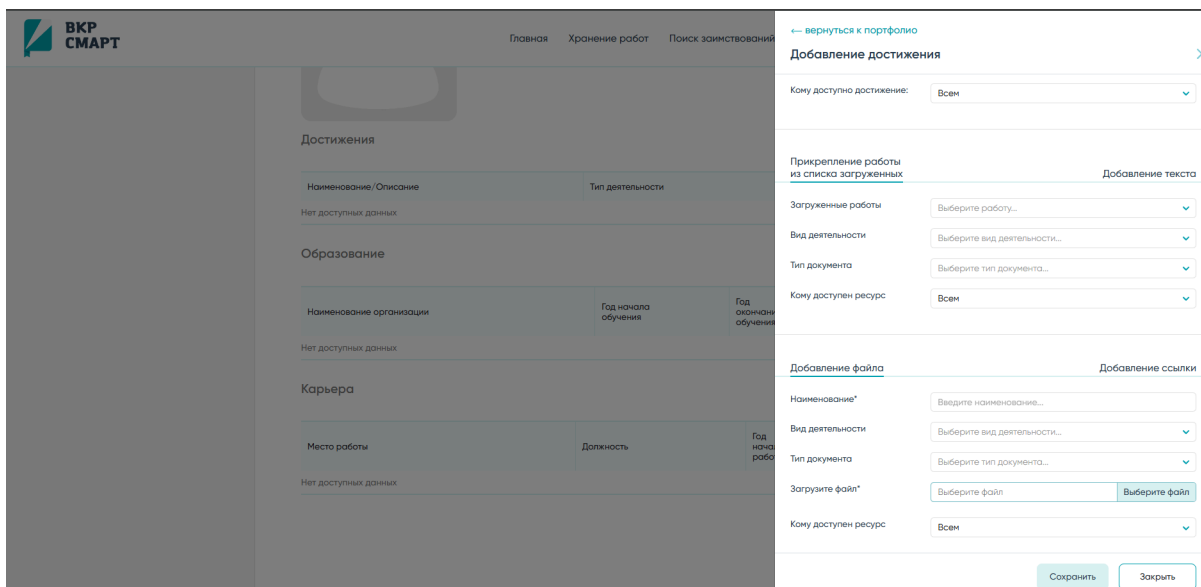 ВКР
СМАРТ
Главная Хранение работ Поиск заимствований
Достижения
Наименование/Описание Тип деятельности
Нет доступных данных
Образование
Наименование организации Год начала обучения Год обучения
Нет доступных данных
Карьера
Место работы Должность Год
Нет доступных данных
← вернуться к портфолио
Добавление достижения
Кому доступно достижение: Всем
Прикрепление работы
из списка загруженных Добавление текста
Загруженные работы Выберите работу...
Вид деятельности Выберите вид деятельности...
Тип документа Выберите тип документа...
Кому доступен ресурс Всем
Добавление файла Добавление ссылки
Наименование* Введите наименование...
Вид деятельности Выберите вид деятельности...
Тип документа Выберите тип документа...
Загрузите файл* Выберите файл Выберите файл
Кому доступен ресурс Всем
Сохранить Закрыть